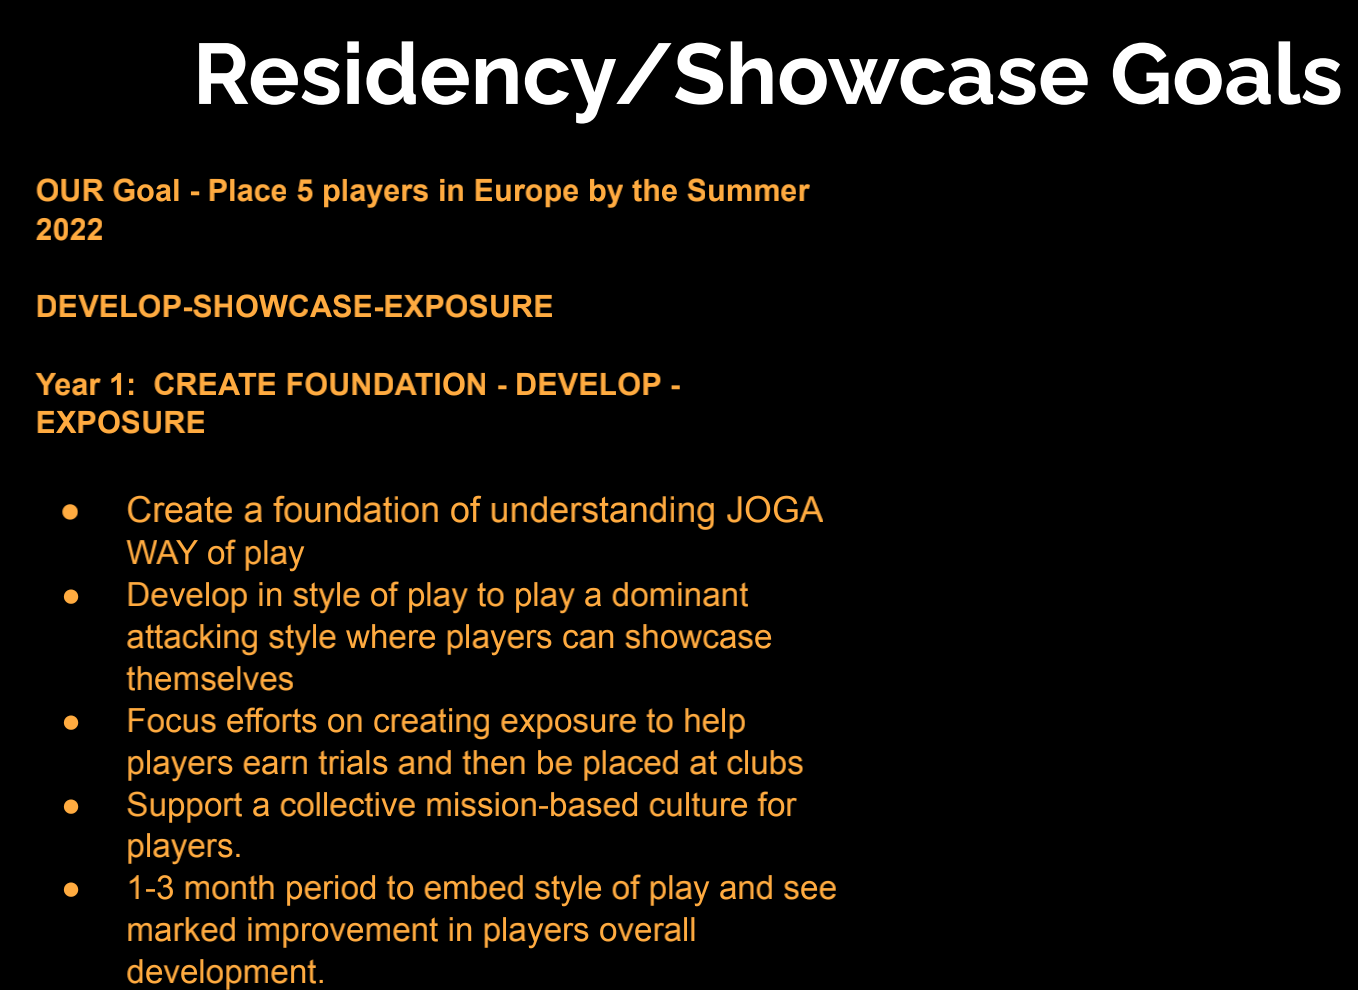 Residency/Showcase Goals
OUR Goal - Place 5 players in Europe by the Summer
2022
DEVELOP-SHOWCASE-EXPOSURE
Year 1:  CREATE FOUNDATION - DEVELOP -
EXPOSURE
● Create a foundation of understanding JOGA
WAY of play
● Develop in style of play to play a dominant
attacking style where players can showcase
themselves
● Focus efforts on creating exposure to help
players earn trials and then be placed at clubs
● Support a collective mission-based culture for
players.
● 1-3 month period to embed style of play and see
marked improvement in players overall
development.